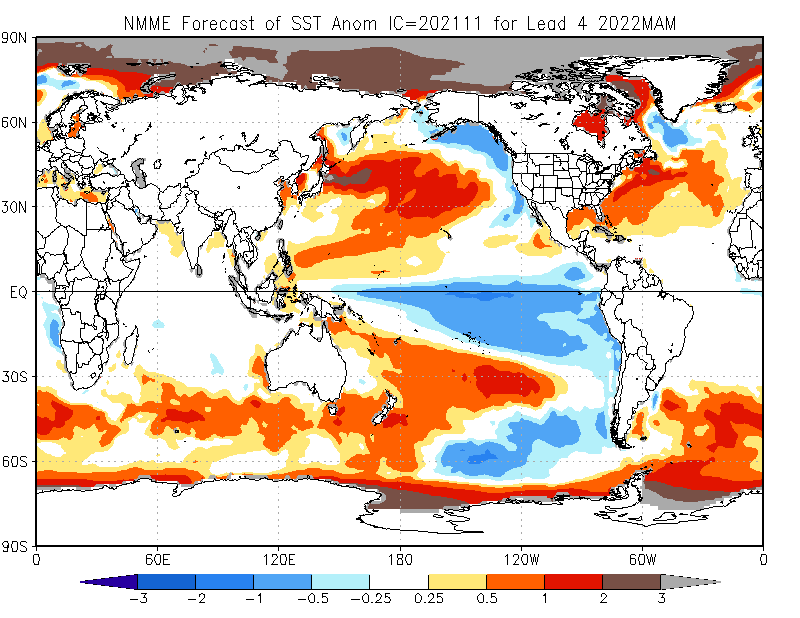 NMME Forecast of SST Anom IC=202111 for Lead 4 2022MAM
90N
60N
30N
EQ
30S
60S
90S
0 60E 120E 180 120W 60W 0
-3 -2 -1 -0.5 -0.25 0.25 0.5 1 2 3